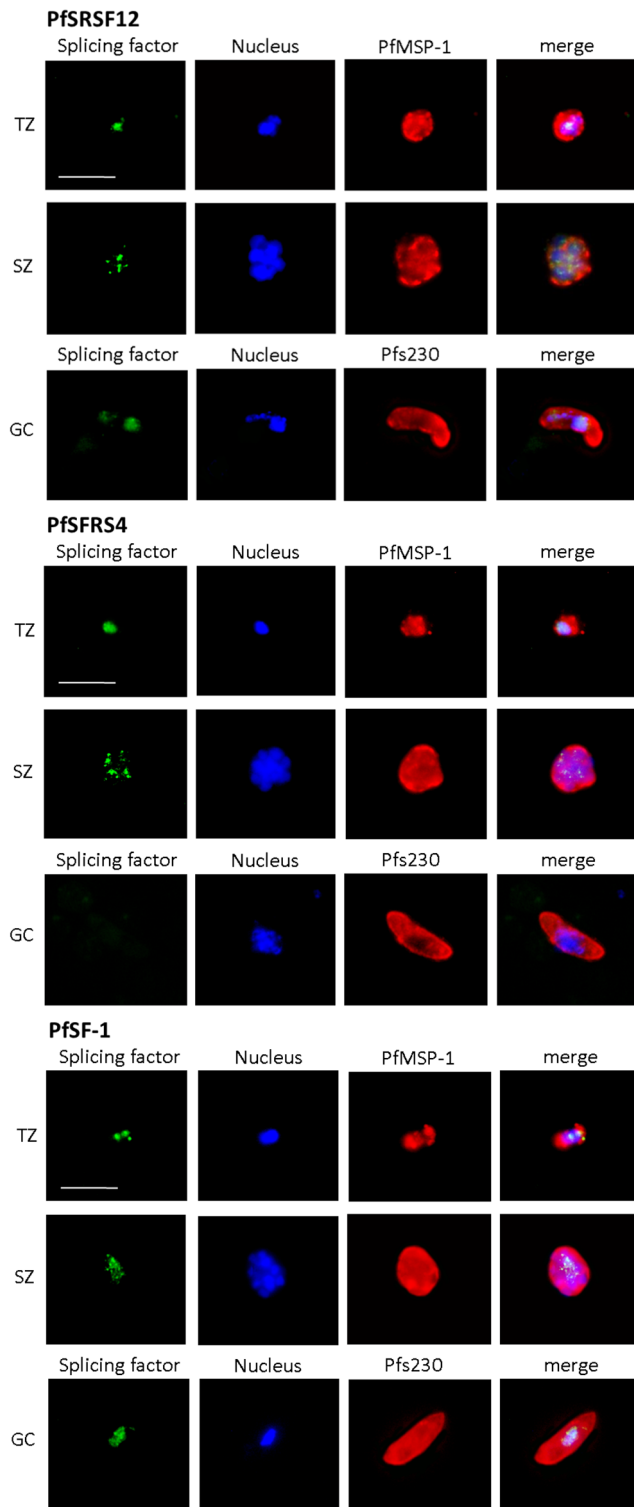 PfSRSF12
Splicing factor Nucleus PfMSP-1 merge
TZ
SZ
Splicing factor Nucleus Pfs230 merge
GC
PfSFRS4
Splicing factor Nucleus PfMSP-1 merge
TZ
SZ
Splicing factor Nucleus Pfs230 merge
GC
PfSF-1
Splicing factor Nucleus PfMSP-1 merge
TZ
SZ
Splicing factor Nucleus Pfs230 merge
GC